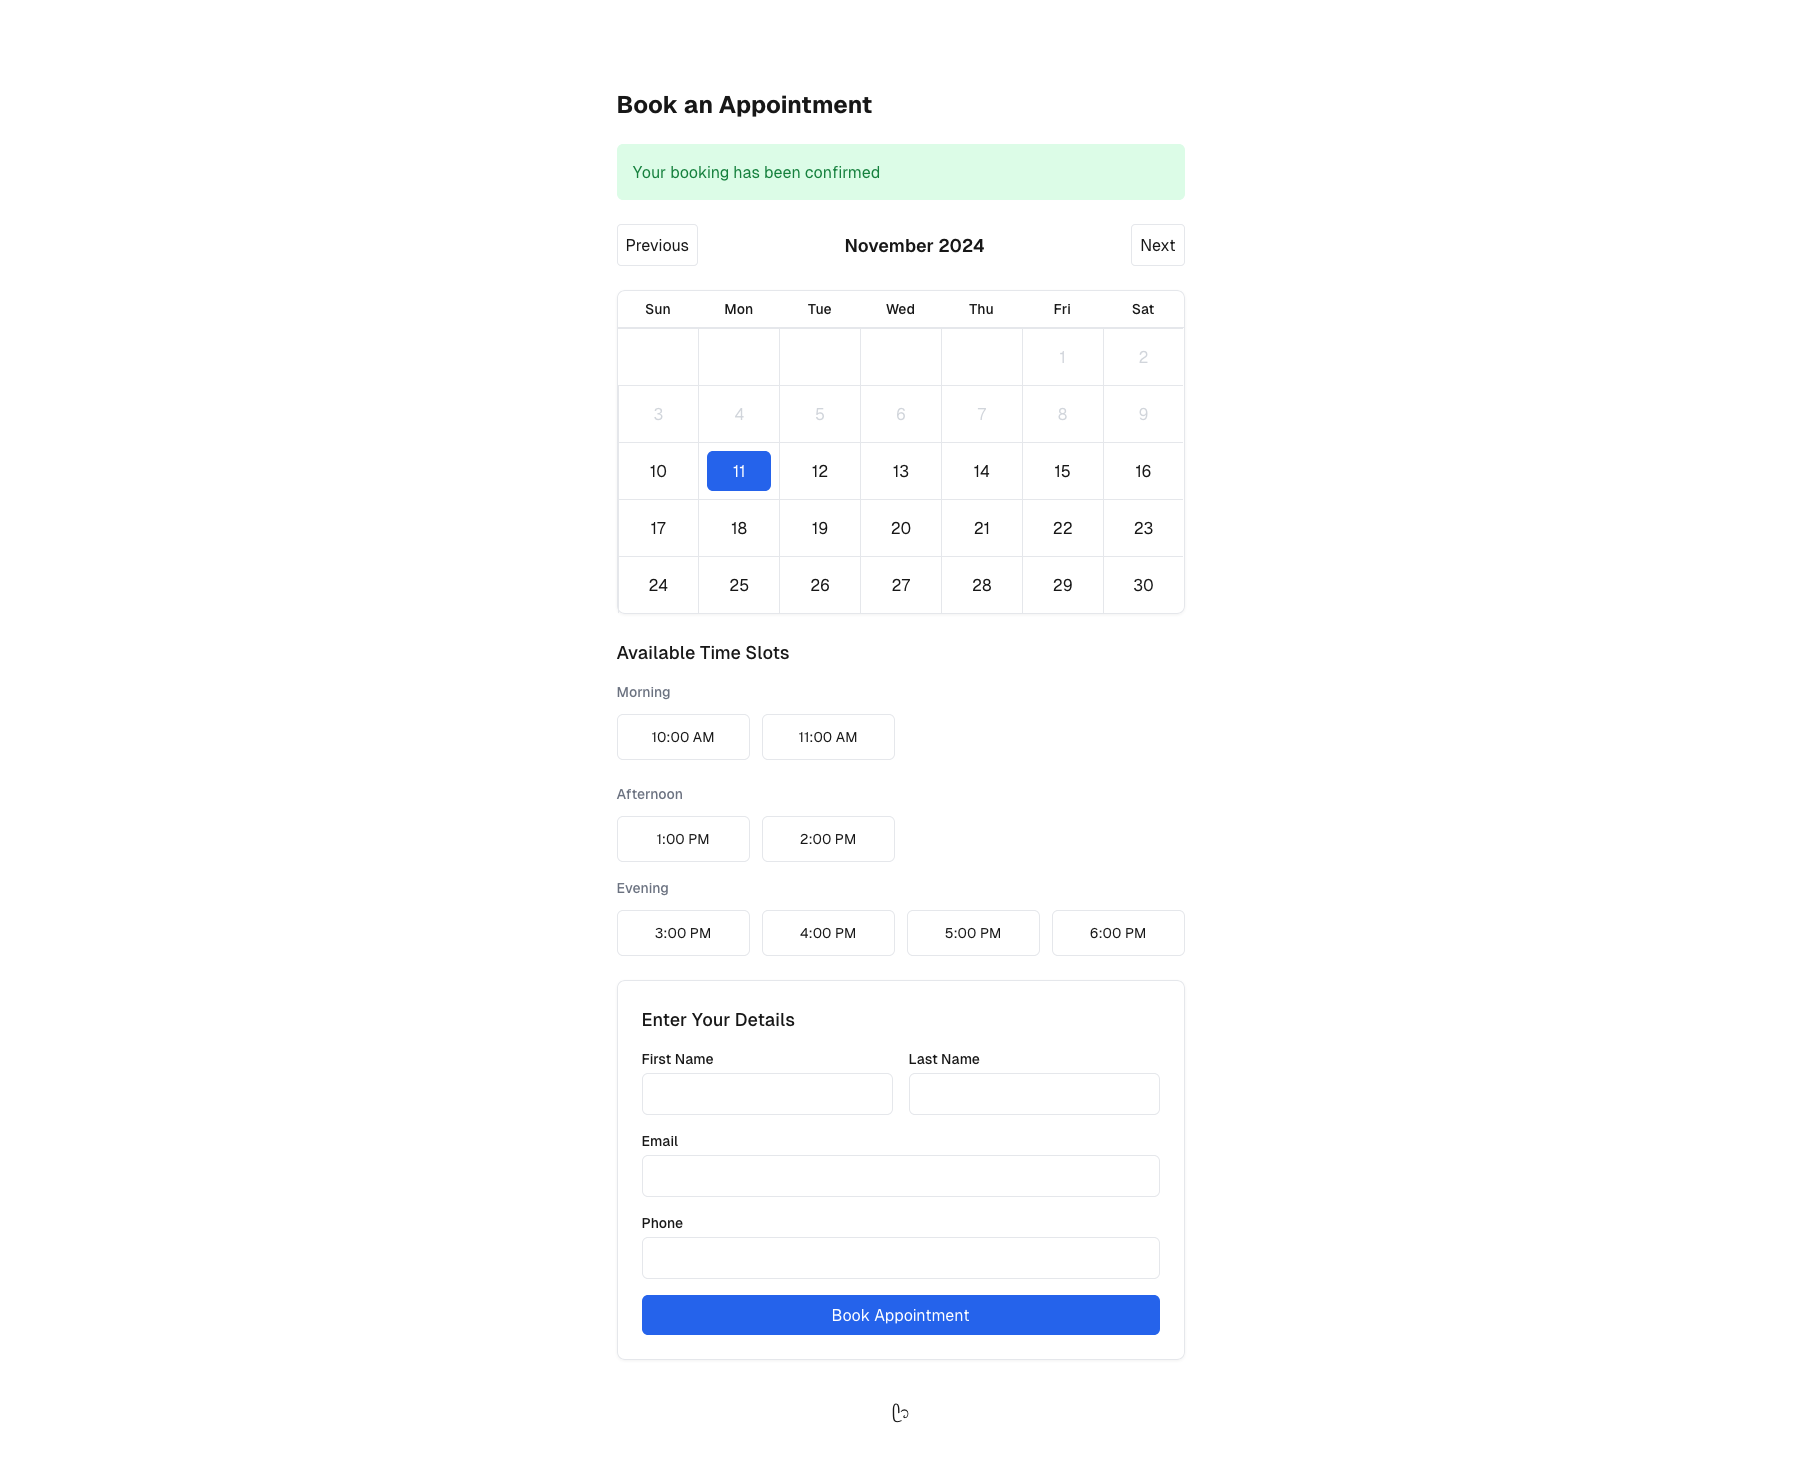 Book an Appointment
Your booking has been confirmed
Previous November 2024 Next
Sun Mon Tue Wed Thu Fri Sat
1 2
3 4 5 6 7 8 9
10 11 12 13 14 15 16
17 18 19 20 21 22 23
24 25 26 27 28 29 30
Available Time Slots
Morning
10:00 AM 11:00 AM
Afternoon
1:00 PM 2:00 PM
Evening
3:00 PM 4:00 PM 5:00 PM 6:00 PM
Enter Your Details
First Name Last Name
Email
Phone
Book Appointment